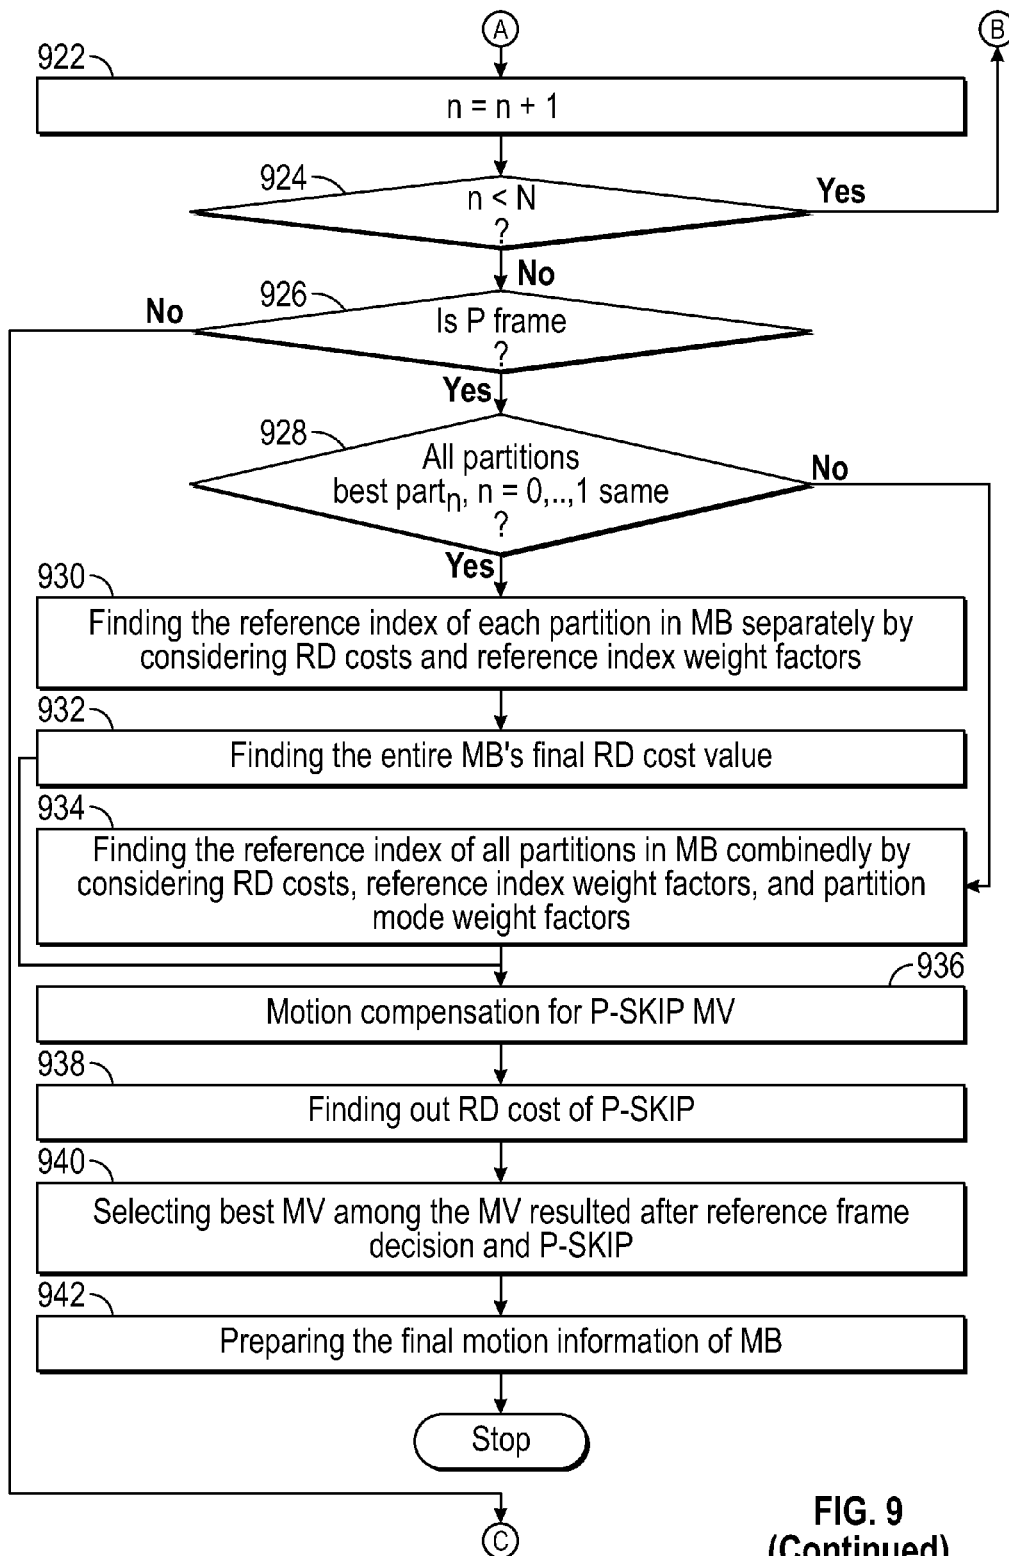 A
B
922
n = n + 1
924
n < N
?
Yes
No
926
No
Is P frame
?
Yes
928
All partitions
best partn, n = 0,..,1 same
?
No
Yes
930
Finding the reference index of each partition in MB separately by
considering RD costs and reference index weight factors
932
Finding the entire MB's final RD cost value
934
Finding the reference index of all partitions in MB combinedly by
considering RD costs, reference index weight factors, and partition
mode weight factors
936
Motion compensation for P-SKIP MV
938
Finding out RD cost of P-SKIP
940
Selecting best MV among the MV resulted after reference frame
decision and P-SKIP
942
Preparing the final motion information of MB
Stop
C
FIG. 9
(Continued)